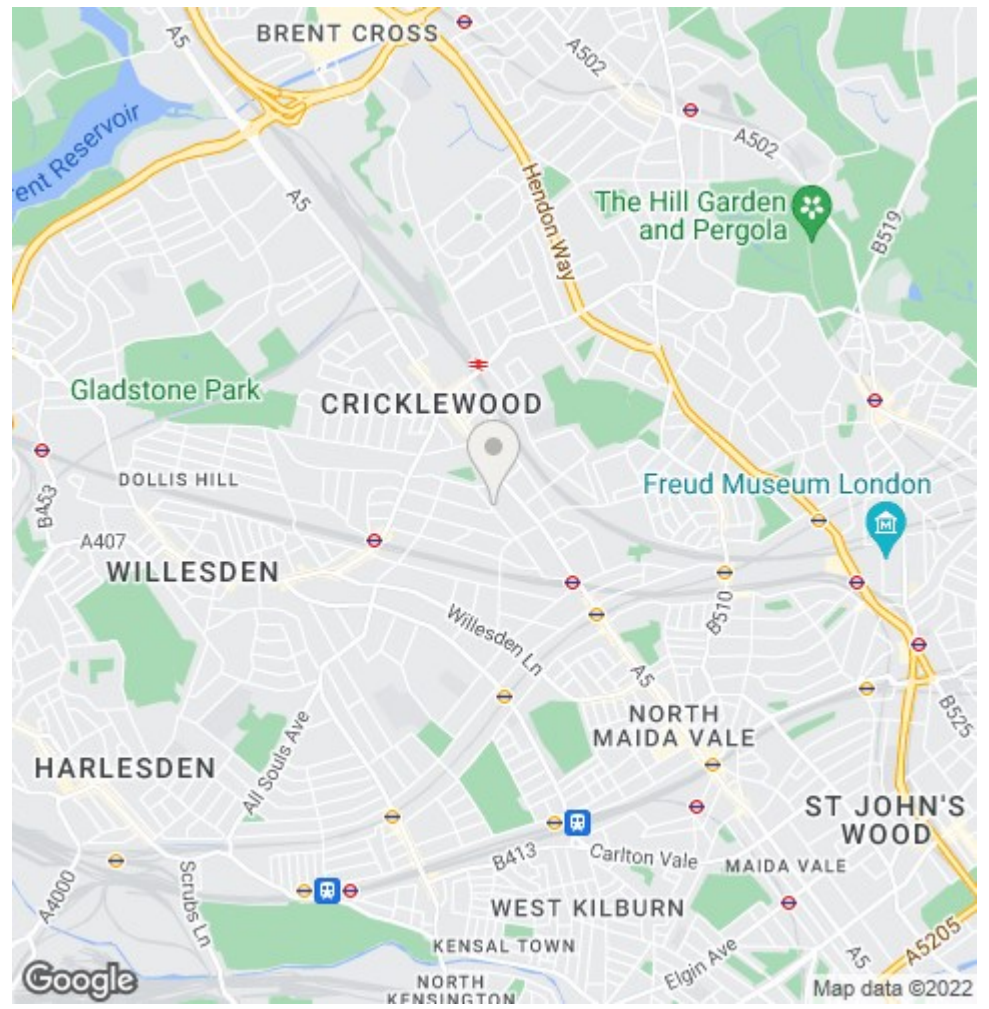 BRENT CROSS
A5
A502
A502
ent Reservoir
A5
Hendon Way
The Hill Garden
and Pergola
B519
Gladstone Park
CRICKLEWOOD
DOLLIS HILL
Freud Museum London
B453
A407
WILLESDEN
Willesden Ln
B510
A5
NORTH
MAIDA VALE
B525
HARLESDEN
All Souls Ave
ST JOHN'S
WOOD
B413
Carlton Vale
MAIDA VALE
A4000
Scrubs Ln
WEST KILBURN
KENSAL TOWN
Elgin Ave
A5
A5205
NORTH
KENSINGTON
Google
Map data ©2022